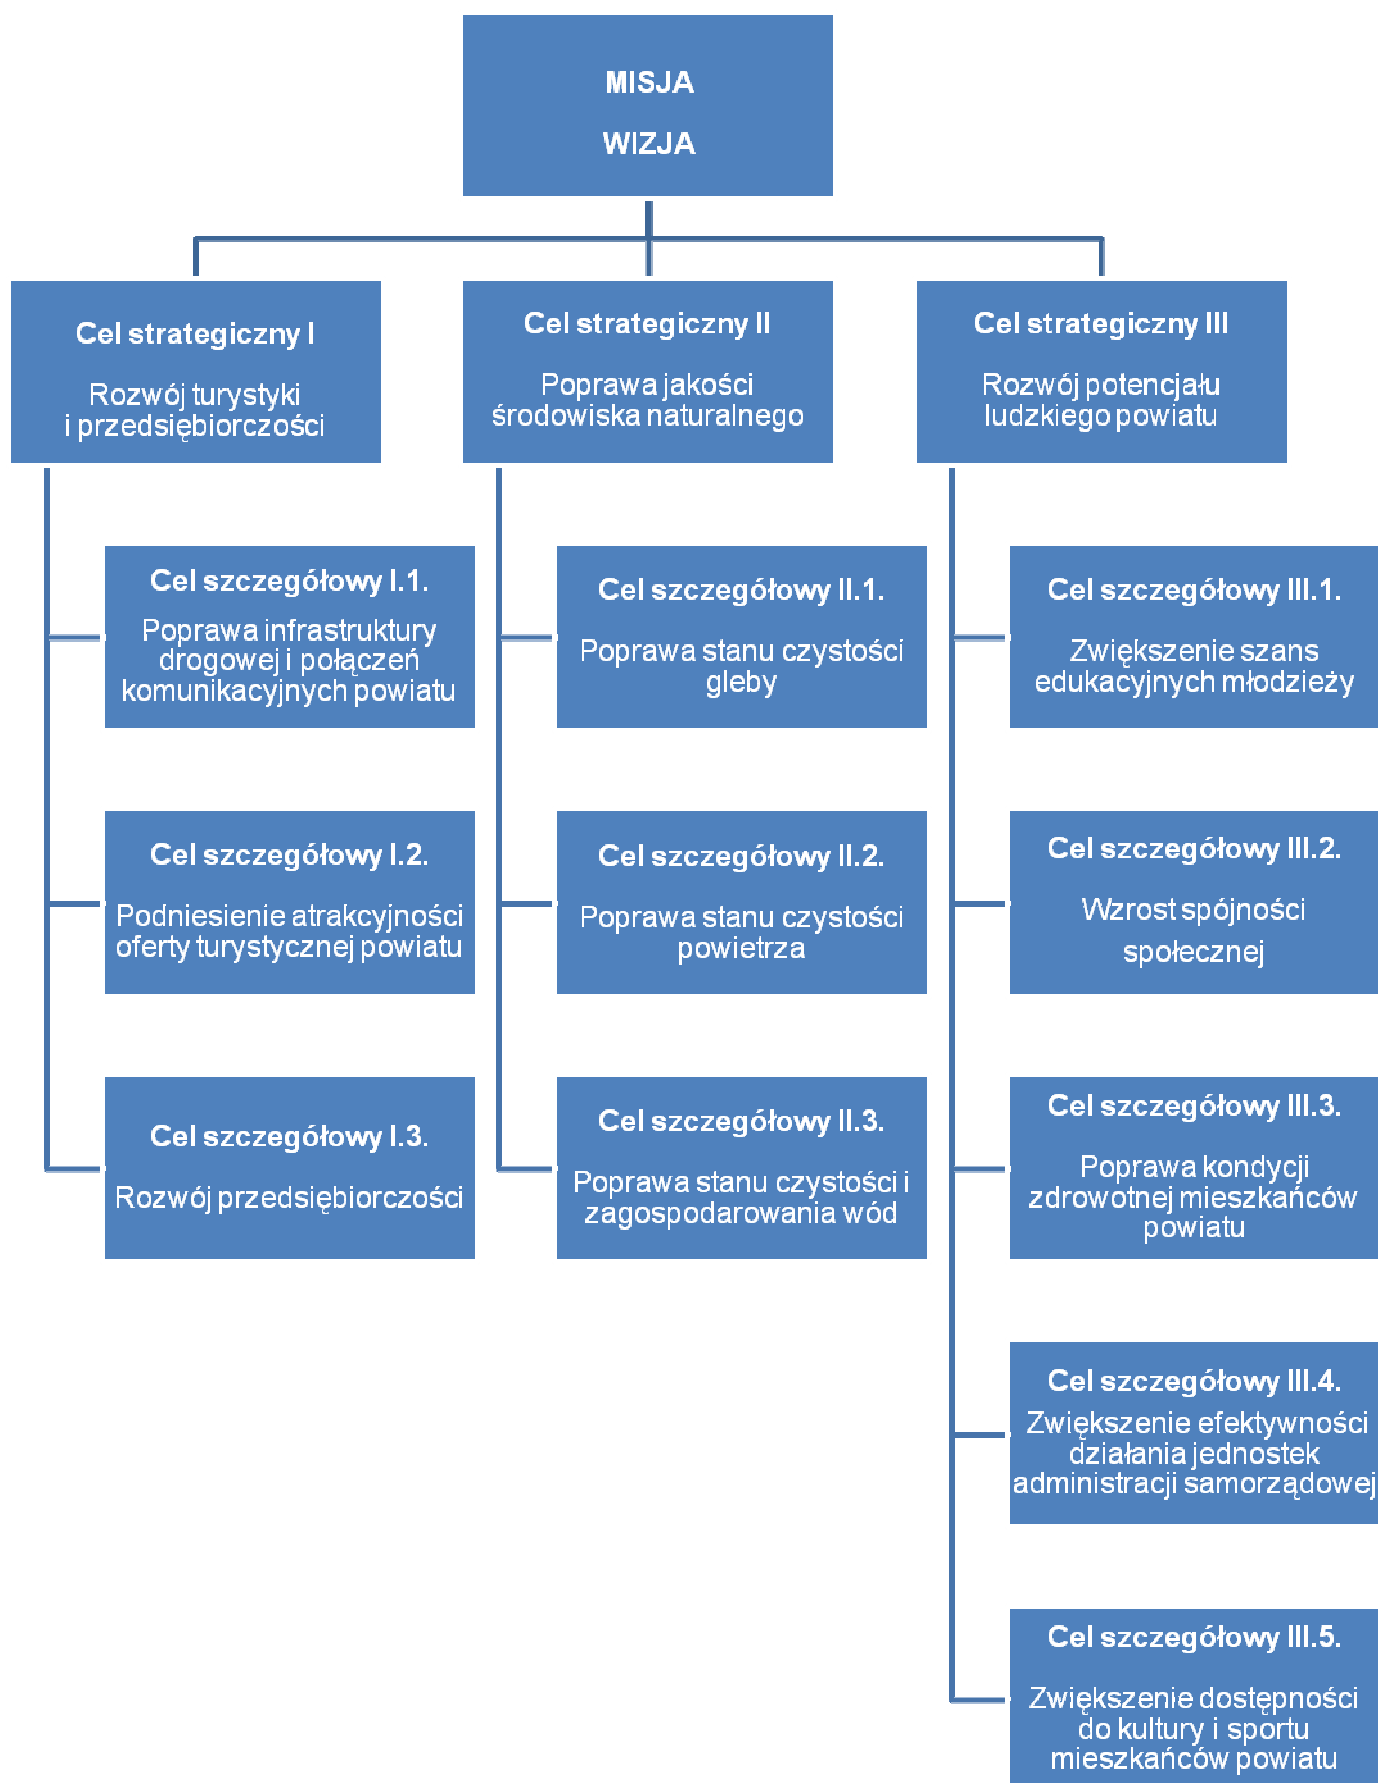 MISJA
WIZJA
Cel strategiczny I
Rozwój turystyki
i przedsiębiorczości
Cel szczegółowy I.1.
Poprawa infrastruktury
drogowej i połączeń
komunikacyjnych powiatu
Cel szczegółowy I.2.
Podniesienie atrakcyjności
oferty turystycznej powiatu
Cel szczegółowy I.3.
Rozwój przedsiębiorczości
Cel strategiczny II
Poprawa jakości
środowiska naturalnego
Cel szczegółowy II.1.
Poprawa stanu czystości
gleby
Cel szczegółowy II.2.
Poprawa stanu czystości
powietrza
Cel szczegółowy II.3.
Poprawa stanu czystości i
zagospodarowania wód
Cel strategiczny III
Rozwój potencjału
ludzkiego powiatu
Cel szczegółowy III.1.
Zwiększenie szans
edukacyjnych młodzieży
Cel szczegółowy III.2.
Wzrost spójności
społecznej
Cel szczegółowy III.3.
Poprawa kondycji
zdrowotnej mieszkańców
powiatu
Cel szczegółowy III.4.
Zwiększenie efektywności
działania jednostek
administracji samorządowej
Cel szczegółowy III.5.
Zwiększenie dostępności
do kultury i sportu
mieszkańców powiatu